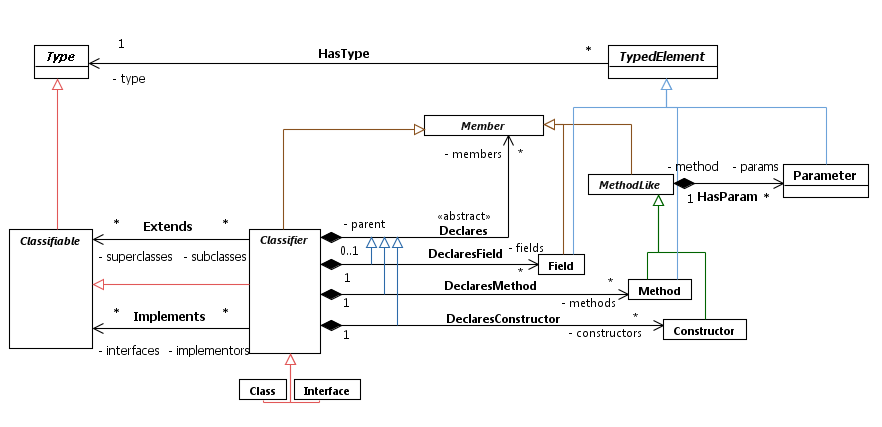 1
HasType
*
Type
TypedElement
- type
Member
- members
*
- method
- params
Parameter
MethodLike
1
HasParam
*
«abstract»
- parent
Declares
*
Extends
*
Classifiable
Classifier
- superclasses
- subclasses
0..1
DeclaresField
- fields
*
Field
1
DeclaresMethod
*
Method
1
- methods
*
Implements
*
DeclaresConstructor
*
Constructor
1
- constructors
- interfaces
- implementors
Class
Interface